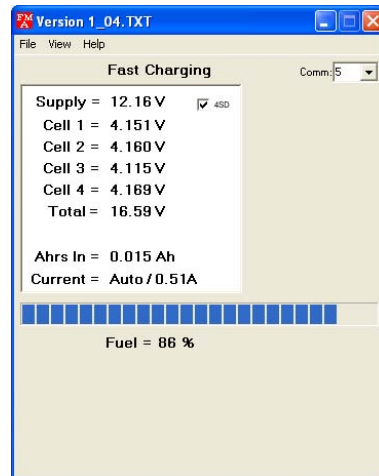 FMA Version 1_04.TXT
File View Help
Fast Charging
Comm: 5
Supply = 12.16 V
4SD
Cell 1 = 4.151 V
Cell 2 = 4.160 V
Cell 3 = 4.115 V
Cell 4 = 4.169 V
Total = 16.59 V
Ahrs In = 0.015 Ah
Current = Auto / 0.51A
Fuel = 86 %